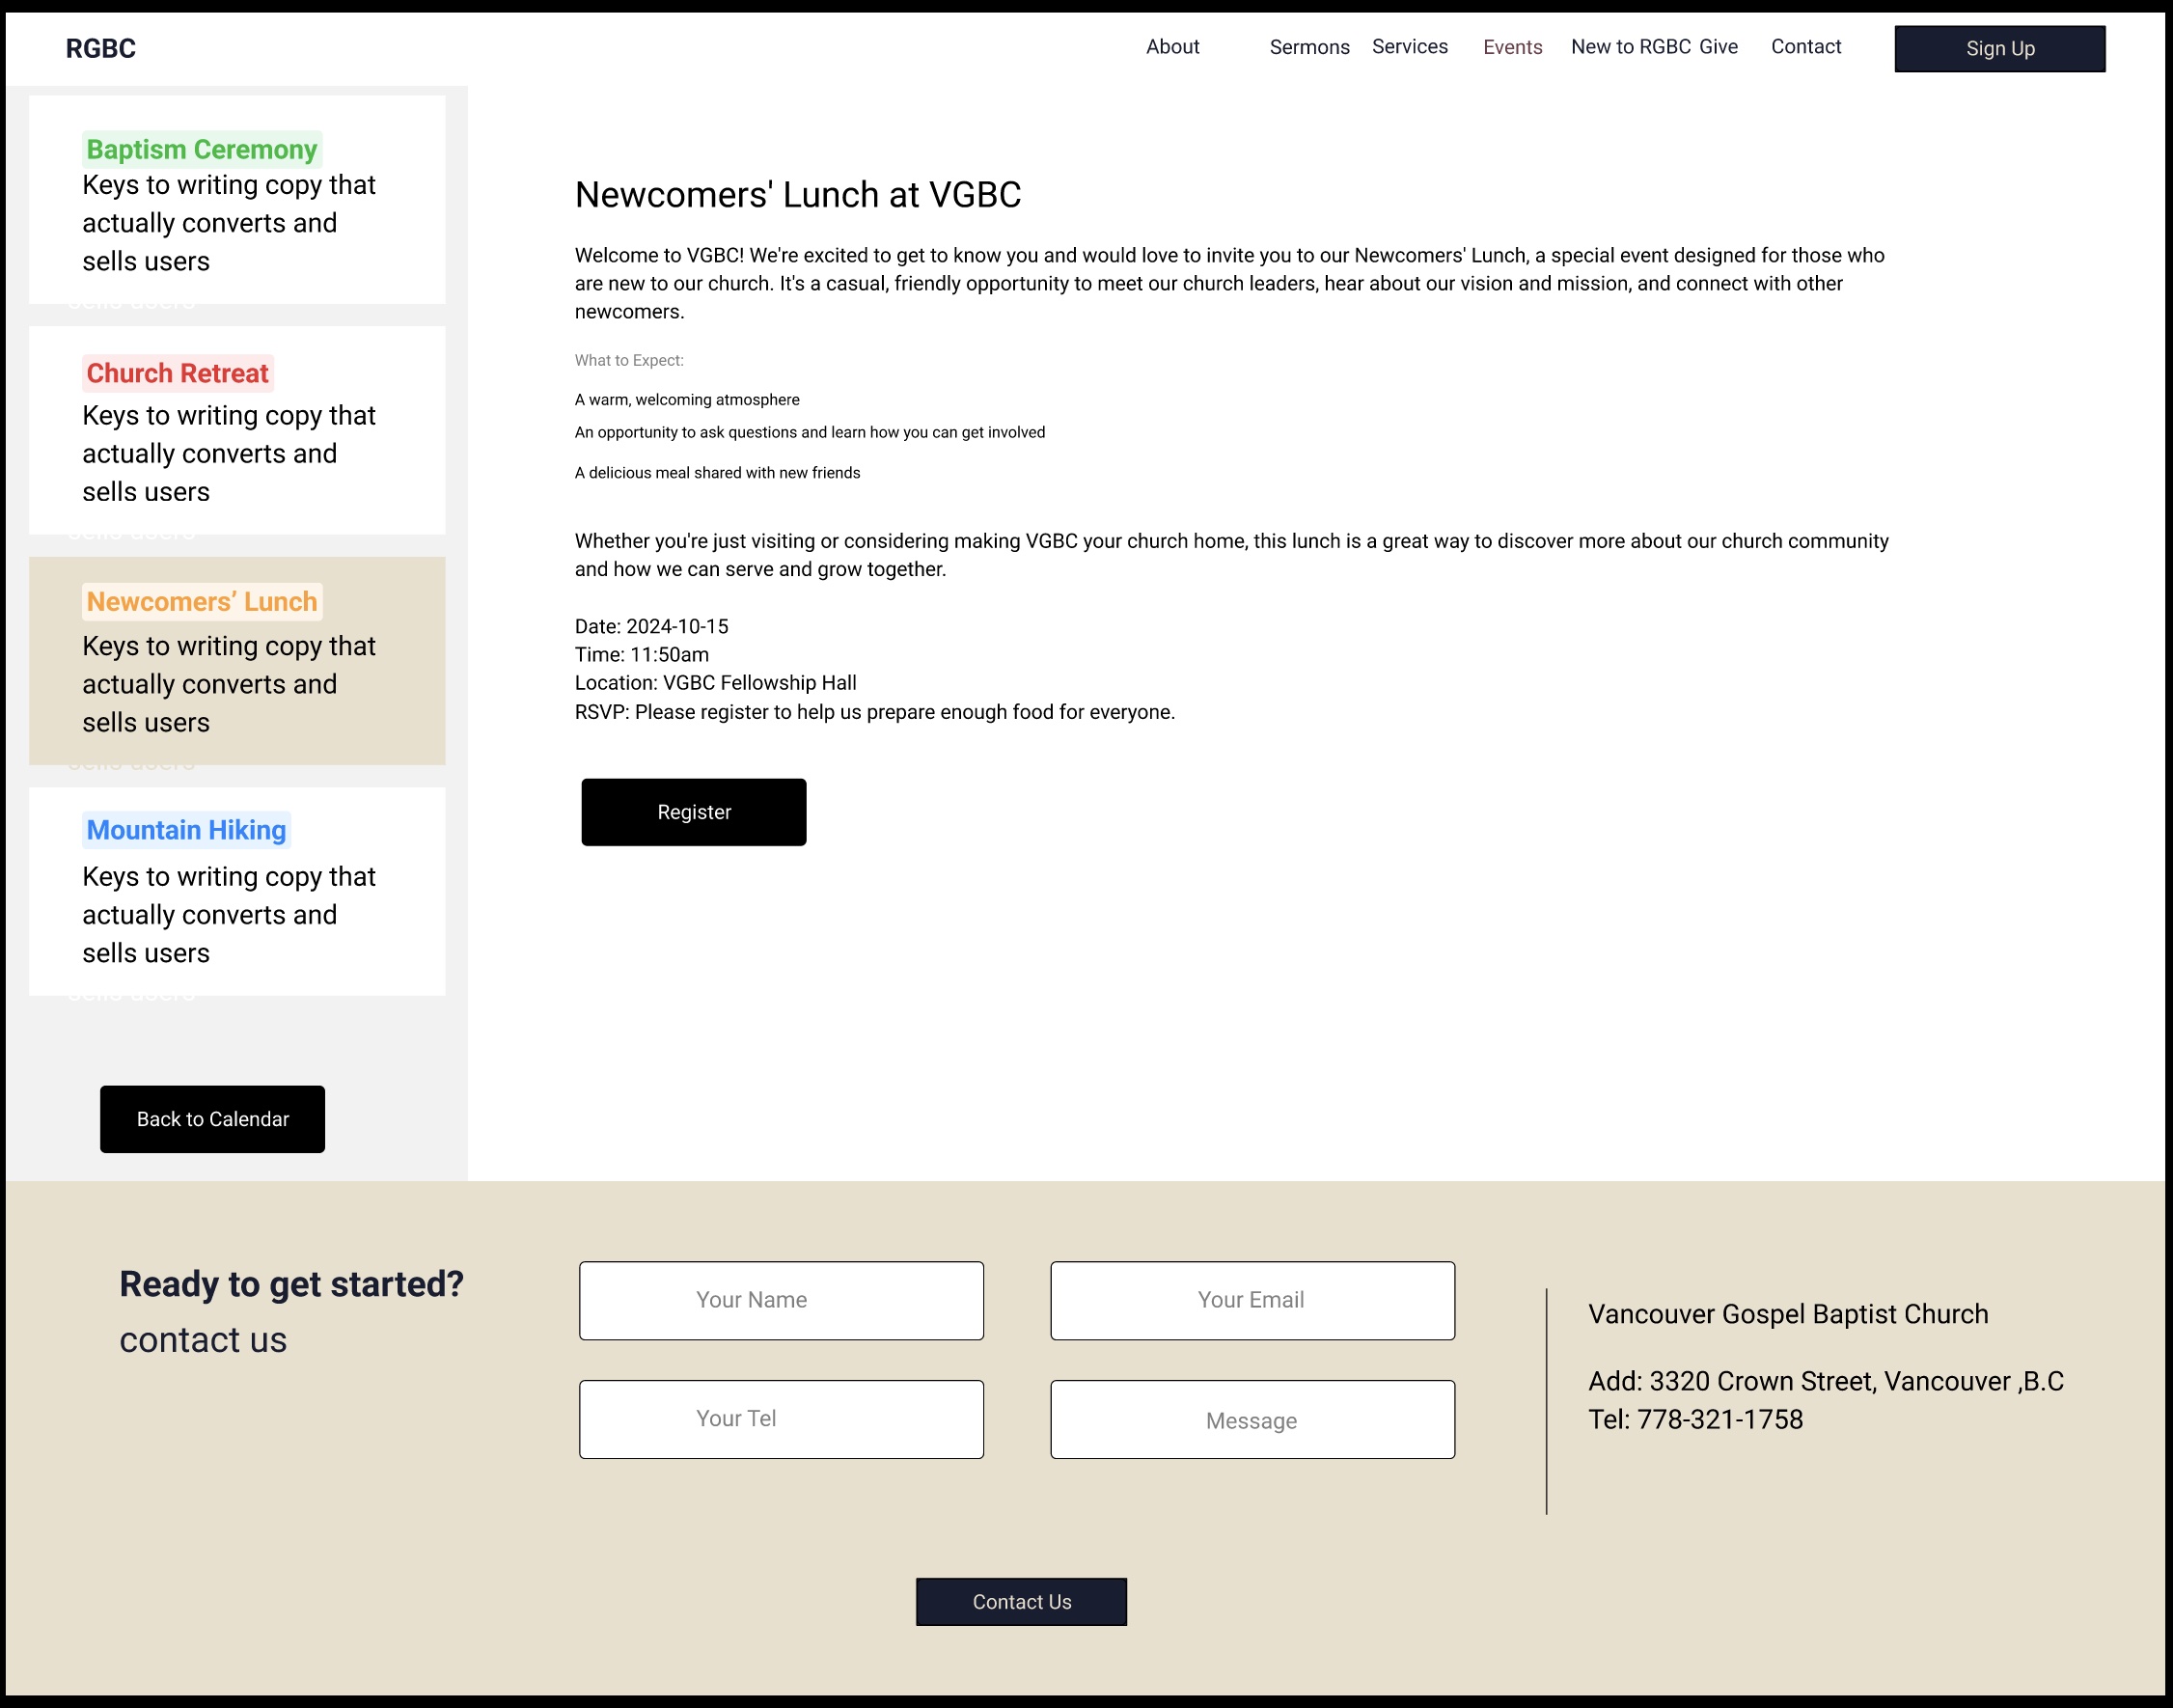 RGBC
About Sermons Services Events New to RGBC Give Contact Sign Up
Baptism Ceremony
Keys to writing copy that
actually converts and
sells users
sells users
Church Retreat
Keys to writing copy that
actually converts and
sells users
sells users
Newcomers’ Lunch
Keys to writing copy that
actually converts and
sells users
sells users
Mountain Hiking
Keys to writing copy that
actually converts and
sells users
sells users
Back to Calendar
Newcomers' Lunch at VGBC
Welcome to VGBC! We're excited to get to know you and would love to invite you to our Newcomers' Lunch, a special event designed for those who
are new to our church. It's a casual, friendly opportunity to meet our church leaders, hear about our vision and mission, and connect with other
newcomers.
What to Expect:
A warm, welcoming atmosphere
An opportunity to ask questions and learn how you can get involved
A delicious meal shared with new friends
Whether you're just visiting or considering making VGBC your church home, this lunch is a great way to discover more about our church community
and how we can serve and grow together.
Date: 2024-10-15
Time: 11:50am
Location: VGBC Fellowship Hall
RSVP: Please register to help us prepare enough food for everyone.
Register
Ready to get started?
contact us
Your Name
Your Email
Your Tel
Message
Contact Us
Vancouver Gospel Baptist Church
Add: 3320 Crown Street, Vancouver ,B.C
Tel: 778-321-1758